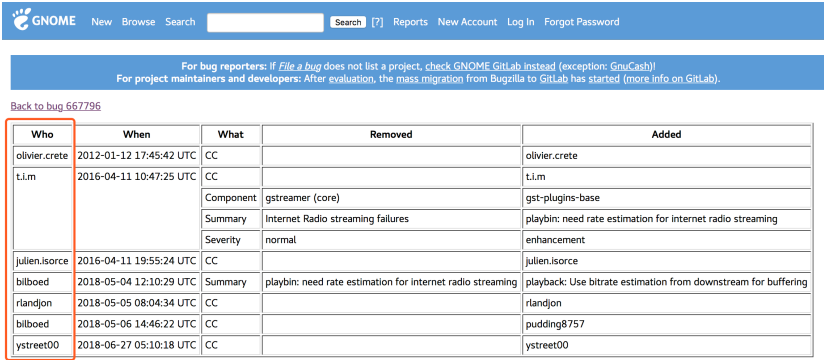 GNOME New Browse Search Search [?] Reports New Account Log In Forgot Password
For bug reporters: If File a bug does not list a project, check GNOME GitLab instead (exception: GnuCash)!
For project maintainers and developers: After evaluation, the mass migration from Bugzilla to GitLab has started (more info on GitLab).
Back to bug 667796
Who When What Removed Added
olivier.crete 2012-01-12 17:45:42 UTC CC olivier.crete
t.i.m 2016-04-11 10:47:25 UTC CC t.i.m
Component gstreamer (core) gst-plugins-base
Summary Internet Radio streaming failures playbin: need rate estimation for internet radio streaming
Severity normal enhancement
julien.isorce 2016-04-11 19:55:24 UTC CC julien.isorce
bilboed 2018-05-04 12:10:29 UTC Summary playbin: need rate estimation for internet radio streaming playback: Use bitrate estimation from downstream for buffering
rlandjon 2018-05-05 08:04:34 UTC CC rlandjon
bilboed 2018-05-06 14:46:22 UTC CC pudding8757
ystreet00 2018-06-27 05:10:18 UTC CC ystreet00